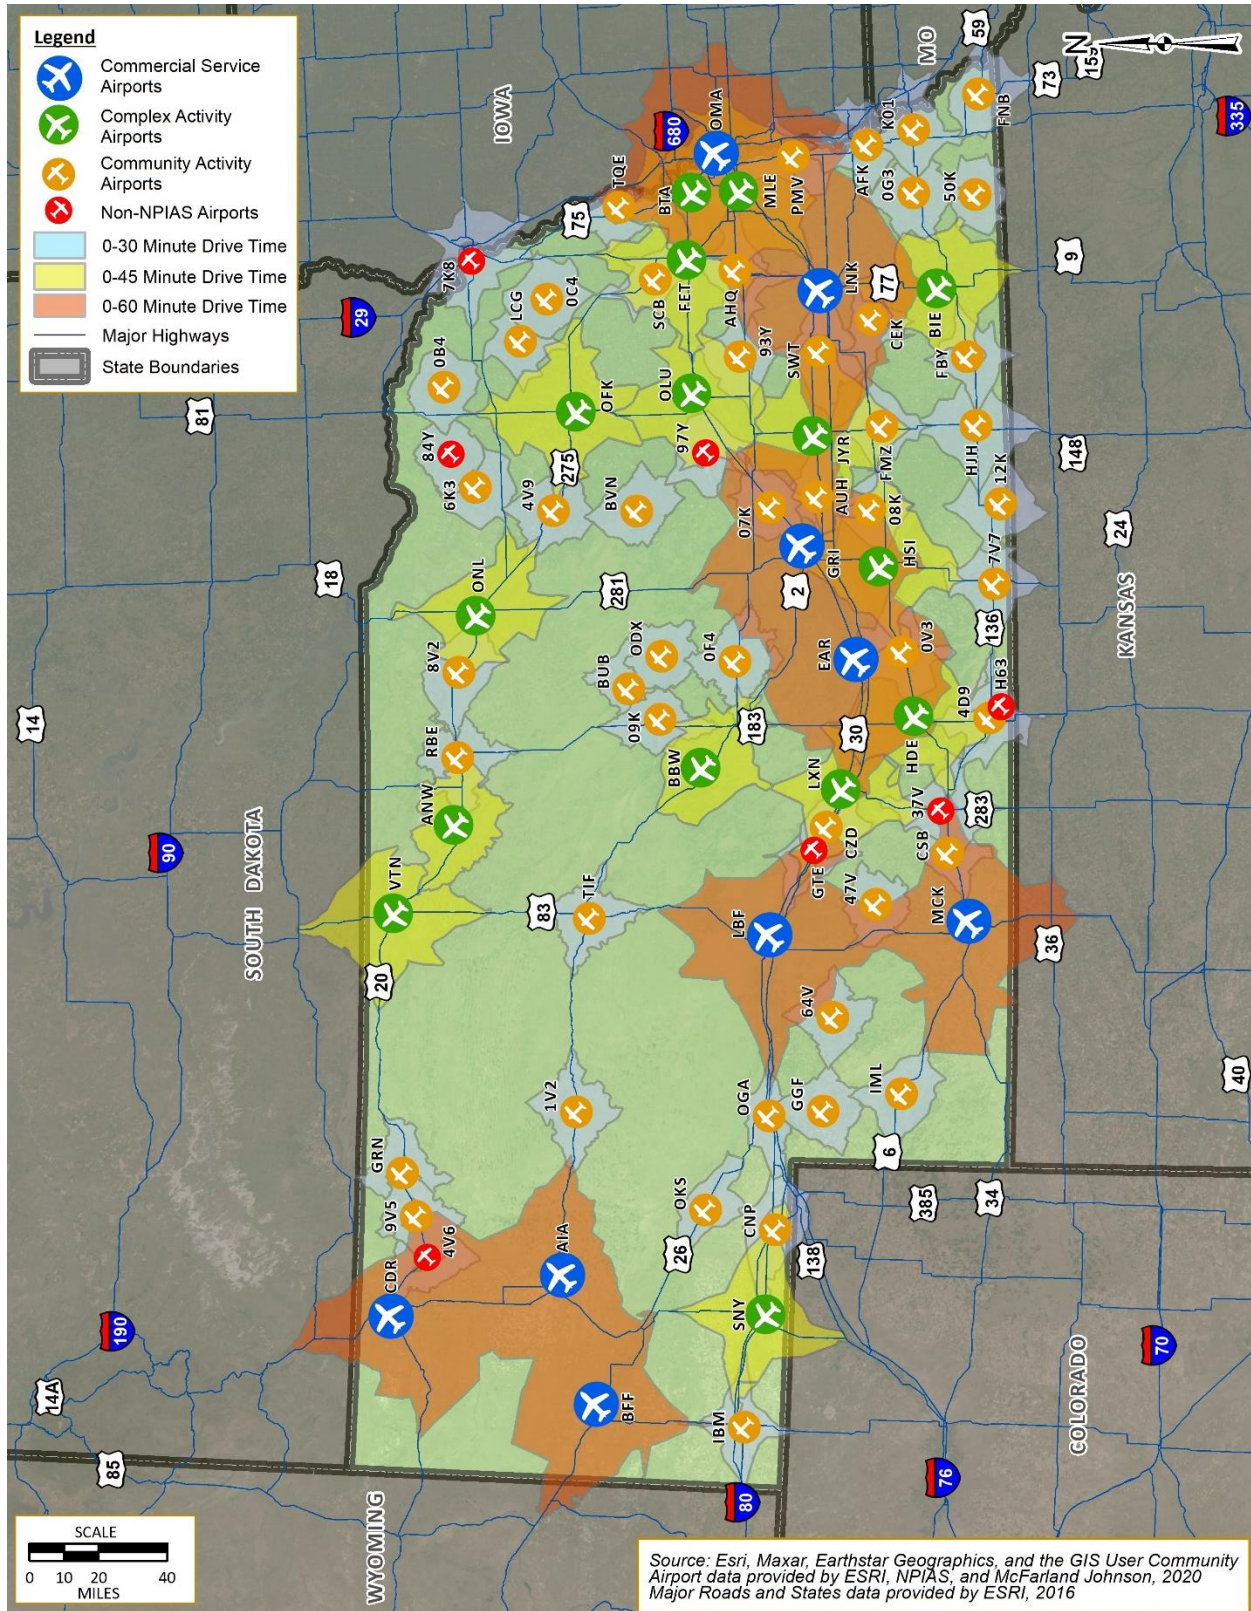 Legend
Commercial Service
Airports
Complex Activity
Airports
Community Activity
Airports
Non-NPIAS Airports
0-30 Minute Drive Time
0-45 Minute Drive Time
0-60 Minute Drive Time
Major Highways
State Boundaries
N
MO
IOWA
SOUTH DAKOTA
WYOMING
COLORADO
KANSAS
59
159
73
335
680
75
29
81
77
9
148
24
18
275
281
2
136
14
183
30
283
90
83
20
36
40
6
385
34
26
138
190
14A
85
80
76
70
OMA
TQE
BTA
MLE
PMV
AFK
K01
0G3
50K
FNB
7K8
LCG
0C4
SCB
FET
AHQ
LNK
CEK
BIE
FBY
0B4
84Y
6K3
OFK
OLU
97Y
93Y
SWT
JYR
FMZ
HJH
12K
4V9
BVN
07K
AUH
08K
GRI
HSI
7V7
ONL
8V2
RBE
ANW
VTN
BUB
ODX
09K
0F4
BBW
EAR
0V3
HDE
4D9
H63
LXN
CZD
GTE
37V
CSB
47V
MCK
LBF
TIF
64V
IML
GGF
OGA
1V2
GRN
9V5
4V6
CDR
AIA
OKS
CNP
SNY
BFF
IBM
SCALE
0 10 20 40
MILES
Source: Esri, Maxar, Earthstar Geographics, and the GIS User Community
Airport data provided by ESRI, NPIAS, and McFarland Johnson, 2020
Major Roads and States data provided by ESRI, 2016